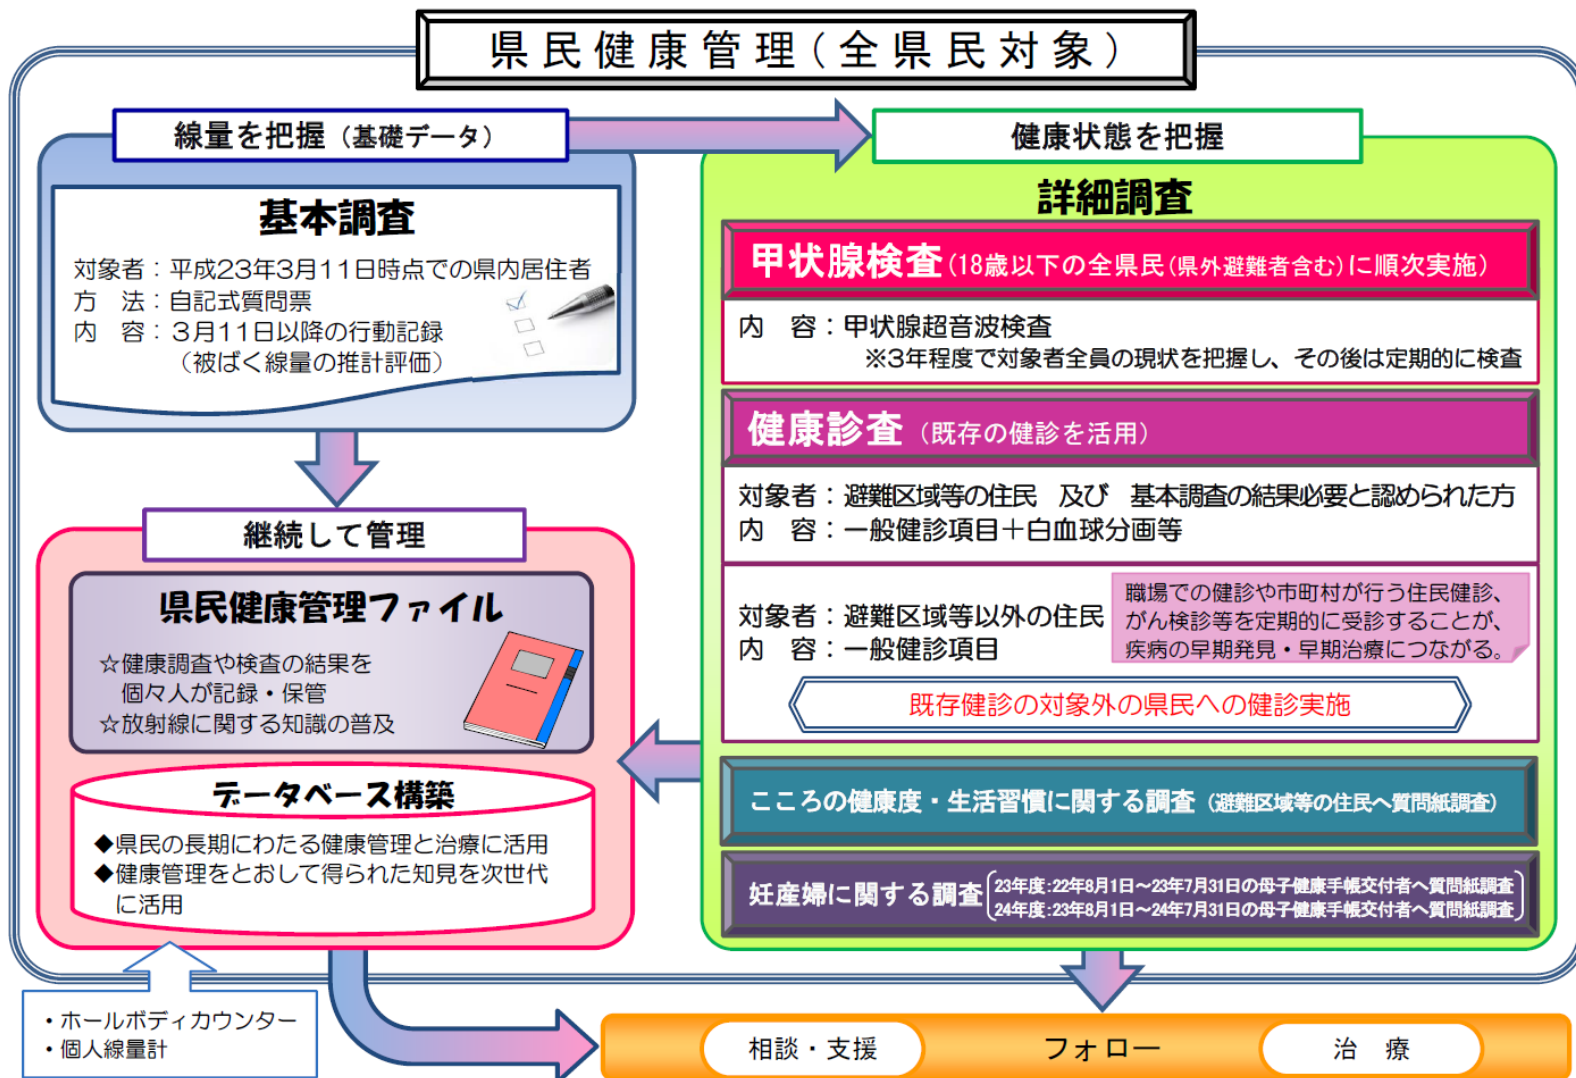 県民健康管理(全県民対象)
線量を把握(基礎データ)
基本調査
対象者：平成23年3月11日時点での県内居住者
方　法：自記式質問票
内　容：3月11日以降の行動記録
（被ばく線量の推計評価）
継続して管理
県民健康管理ファイル
☆健康調査や検査の結果を
個々人が記録・保管
☆放射線に関する知識の普及
データベース構築
◆県民の長期にわたる健康管理と治療に活用
◆健康管理をとおして得られた知見を次世代
に活用
・ホールボディカウンター
・個人線量計
健康状態を把握
詳細調査
甲状腺検査(18歳以下の全県民(県外避難者含む)に順次実施)
内　容：甲状腺超音波検査
※3年程度で対象者全員の現状を把握し、その後は定期的に検査
健康診査（既存の健診を活用）
対象者：避難区域等の住民　及び　基本調査の結果必要と認められた方
内　容：一般健診項目＋白血球分画等
対象者：避難区域等以外の住民
内　容：一般健診項目
職場での健診や市町村が行う住民健診、
がん検診等を定期的に受診することが、
疾病の早期発見・早期治療につながる。
既存健診の対象外の県民への健診実施
こころの健康度・生活習慣に関する調査（避難区域等の住民へ質問紙調査）
妊産婦に関する調査
23年度:22年8月1日～23年7月31日の母子健康手帳交付者へ質問紙調査
24年度:23年8月1日～24年7月31日の母子健康手帳交付者へ質問紙調査
相談・支援
フォロー
治　療